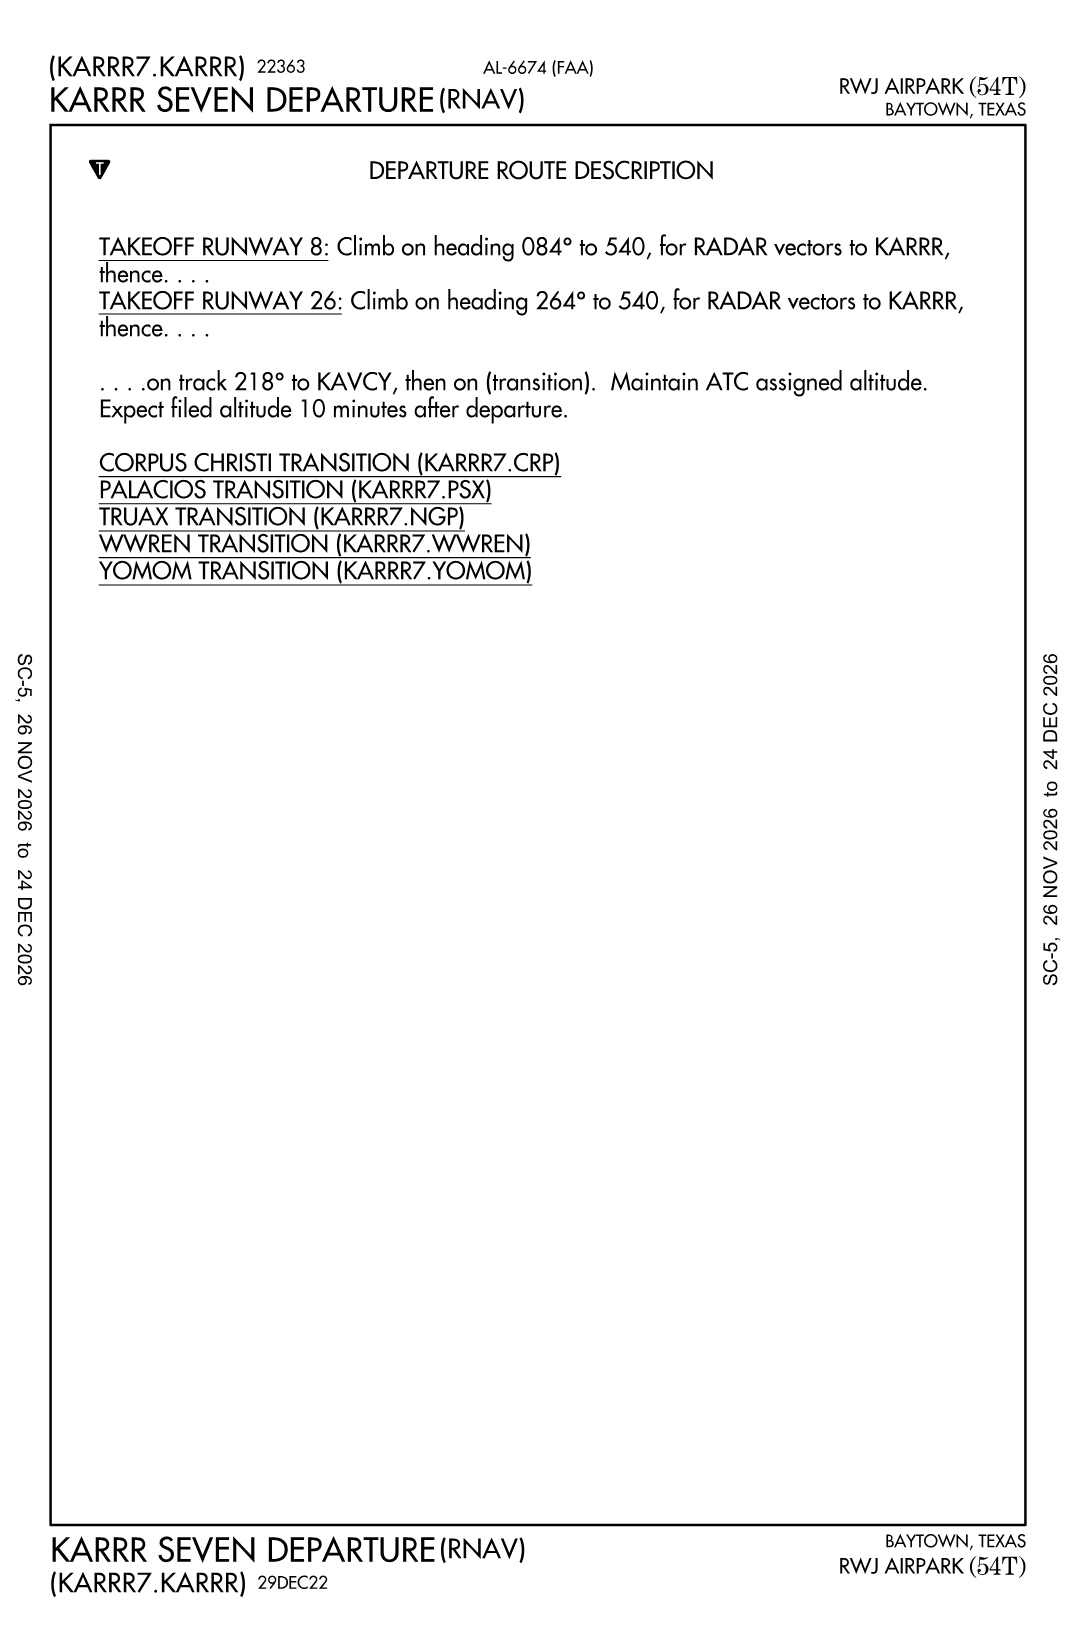 (KARRR7.KARRR) 22363
AL-6674 (FAA)
KARRR SEVEN DEPARTURE (RNAV)
RWJ AIRPARK (54T)
BAYTOWN, TEXAS
T
DEPARTURE ROUTE DESCRIPTION
TAKEOFF RUNWAY 8: Climb on heading 084° to 540, for RADAR vectors to KARRR,
thence. . . .
TAKEOFF RUNWAY 26: Climb on heading 264° to 540, for RADAR vectors to KARRR,
thence. . . .
. . . .on track 218° to KAVCY, then on (transition). Maintain ATC assigned altitude.
Expect filed altitude 10 minutes after departure.
CORPUS CHRISTI TRANSITION (KARRR7.CRP)
PALACIOS TRANSITION (KARRR7.PSX)
TRUAX TRANSITION (KARRR7.NGP)
WWREN TRANSITION (KARRR7.WWREN)
YOMOM TRANSITION (KARRR7.YOMOM)
SC-5, 26 NOV 2026 to 24 DEC 2026
SC-5, 26 NOV 2026 to 24 DEC 2026
KARRR SEVEN DEPARTURE (RNAV)
(KARRR7.KARRR) 29DEC22
BAYTOWN, TEXAS
RWJ AIRPARK (54T)